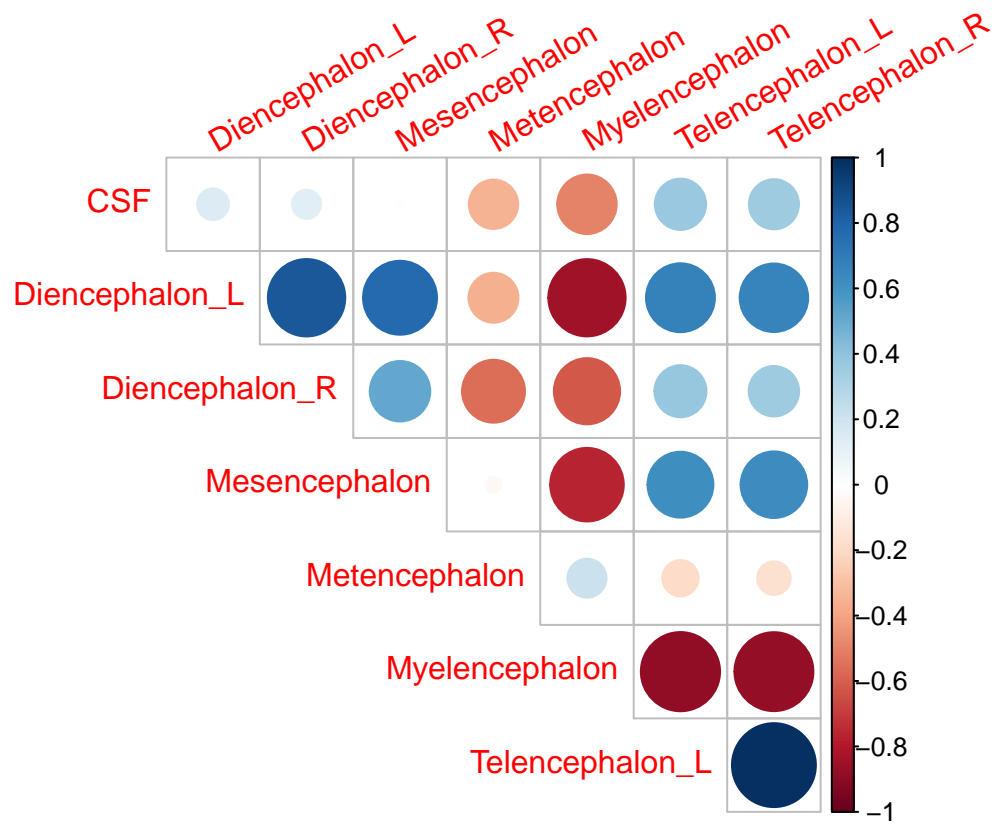 Diencephalon_L
Diencephalon_R
Mesencephalon
Metencephalon
Myelencephalon
Telencephalon_L
Telencephalon_R
CSF
Diencephalon_L
Diencephalon_R
Mesencephalon
Metencephalon
Myelencephalon
Telencephalon_L
1
0.8
0.6
0.4
0.2
0
−0.2
−0.4
−0.6
−0.8
−1